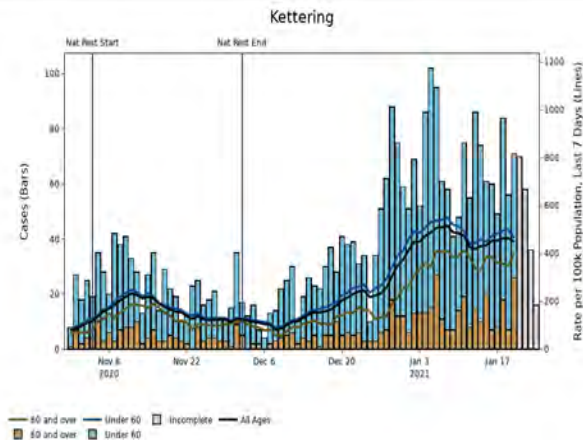 Kettering
Nat Rest Start
Nat Rest End
Cases (Bars)
100
80
60
40
20
0
Rate per 100k Population, Last 7 Days (Lines)
1200
1000
800
600
400
200
0
Nov 8
2020
Nov 22
Dec 6
Dec 20
Jan 3
2021
Jan 17
60 and over
Under 60
Incomplete
All Ages
60 and over
Under 60